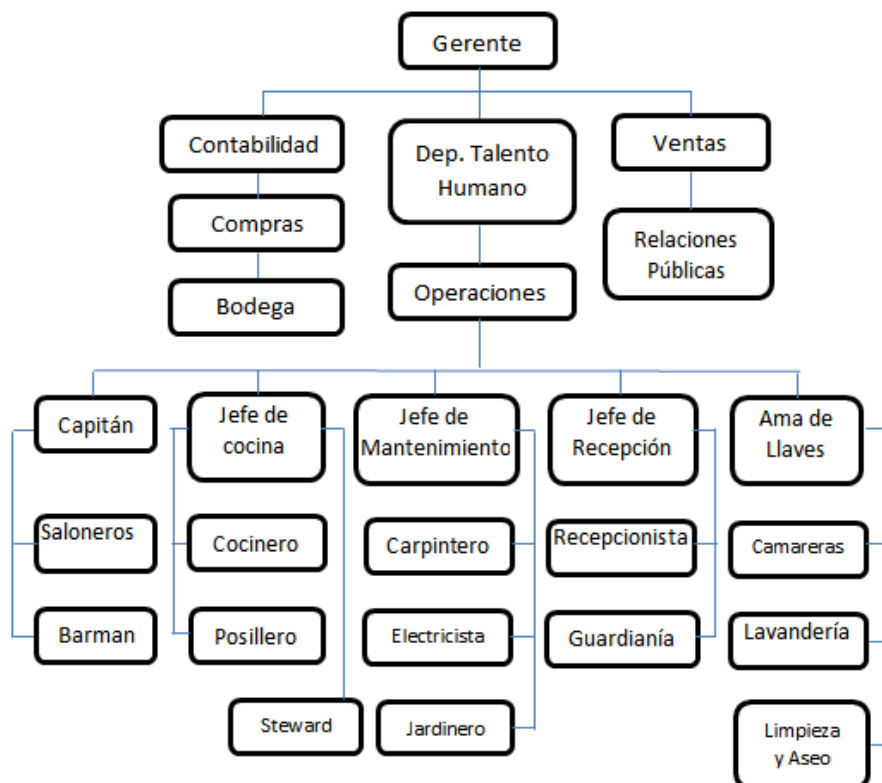 Gerente
Contabilidad
Dep. Talento
Humano
Ventas
Compras
Relaciones
Públicas
Bodega
Operaciones
Capitán
Jefe de
cocina
Jefe de
Mantenimiento
Jefe de
Recepción
Ama de
Llaves
Saloneros
Cocinero
Carpintero
Recepcionista
Camareras
Barman
Posillero
Electricista
Guardianía
Lavandería
Steward
Jardinero
Limpieza
y Aseo